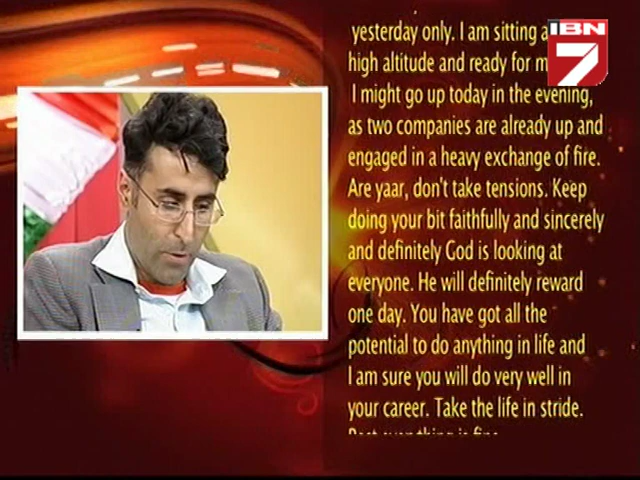 yesterday only. I am sitting a
high altitude and ready for m
I might go up today in the evening,
as two companies are already up and
engaged in a heavy exchange of fire.
Are yaar, don't take tensions. Keep
doing your bit faithfully and sincerely
and definitely God is looking at
everyone. He will definitely reward
one day. You have got all the
potential to do anything in life and
I am sure you will do very well in
your career. Take the life in stride.
IBN
7